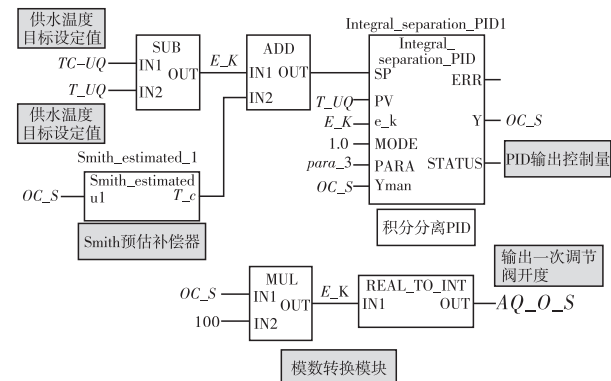 供水温度
目标设定值
TC-UQ
T_UQ
供水温度
目标设定值
SUB
IN1
OUT
IN2
E_K
ADD
IN1 OUT
IN2
Smith_estimated_1
Smith_estimated
OC_S
u1
T_c
Smith预估补偿器
Integral_separation_PID1
Integral_
separation_PID
SP
ERR
T_UQ
PV
E_K
e_k
Y
OC_S
1.0
MODE
para_3
PARA
STATUS
PID输出控制量
OC_S
Yman
积分分离PID
MUL
OC_S
IN1
OUT
100
IN2
E_K
REAL_TO_INT
IN1
OUT
AQ_O_S
输出一次调节
阀开度
模数转换模块